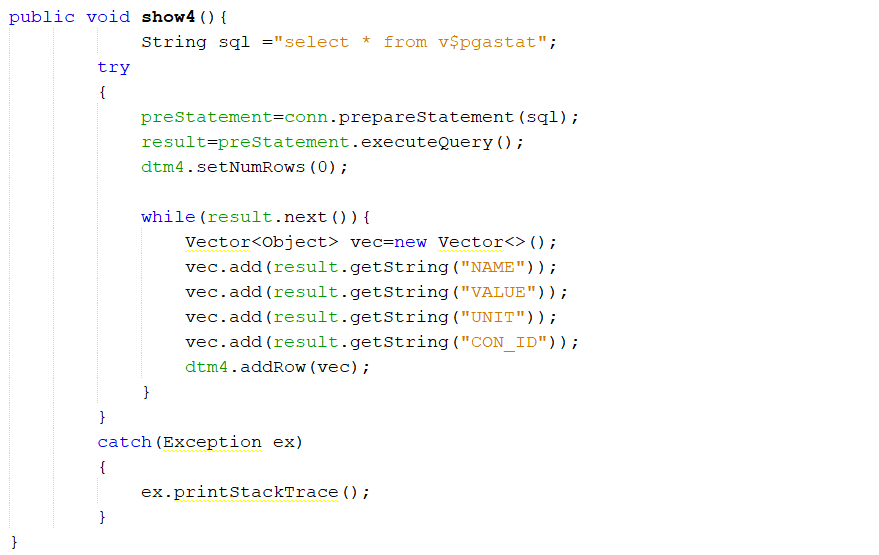 public void show4(){
String sql ="select * from v$pgastat";
try
{
preStatement=conn.prepareStatement(sql);
result=preStatement.executeQuery();
dtm4.setNumRows(0);
while(result.next()){
Vector<Object> vec=new Vector<>();
vec.add(result.getString("NAME"));
vec.add(result.getString("VALUE"));
vec.add(result.getString("UNIT"));
vec.add(result.getString("CON_ID"));
dtm4.addRow(vec);
}
}
catch(Exception ex)
{
ex.printStackTrace();
}
}